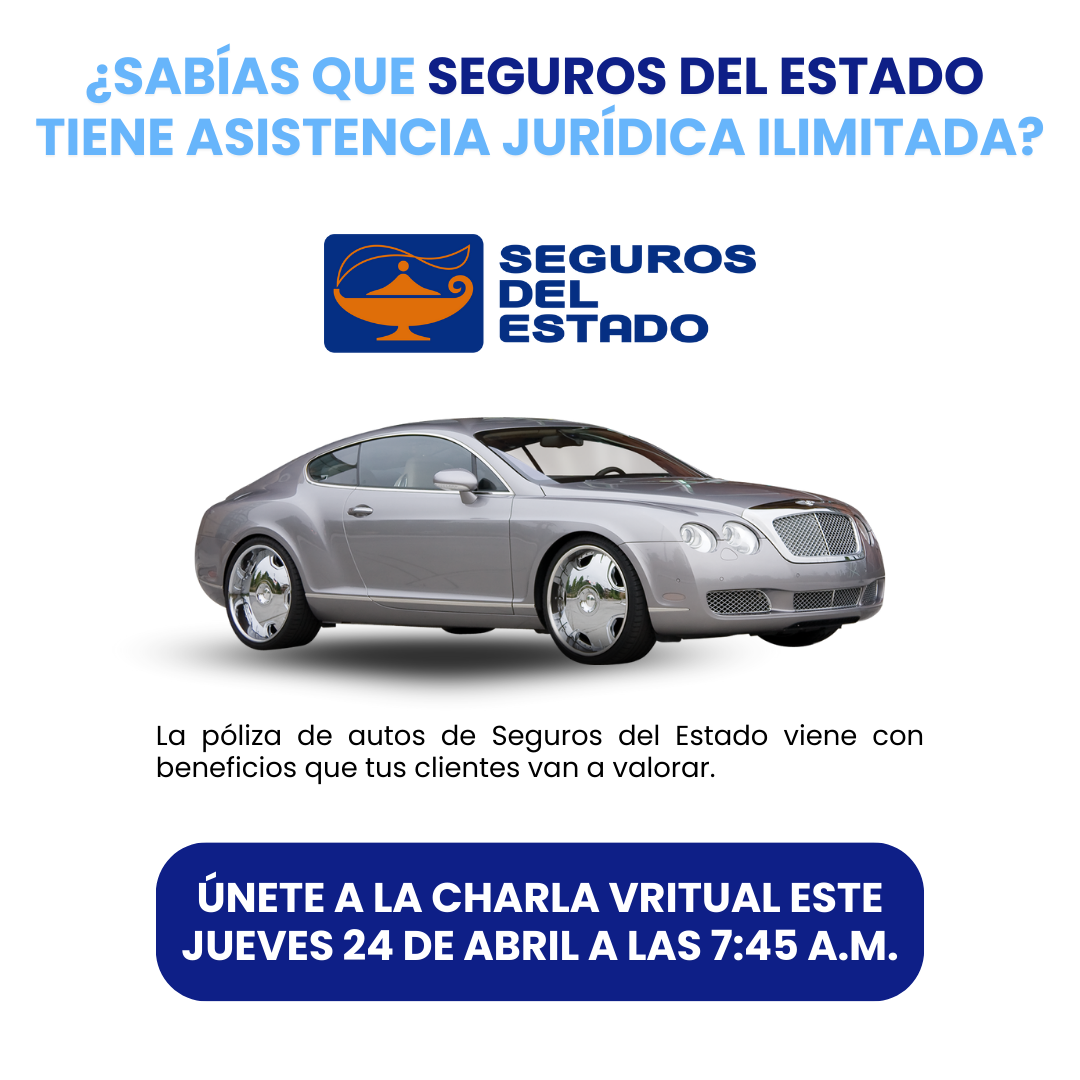 ¿SABÍAS QUE SEGUROS DEL ESTADO
TIENE ASISTENCIA JURÍDICA ILIMITADA?
SEGUROS
DEL
ESTADO
La póliza de autos de Seguros del Estado viene con
beneficios que tus clientes van a valorar.
ÚNETE A LA CHARLA VRITUAL ESTE
JUEVES 24 DE ABRIL A LAS 7:45 A.M.